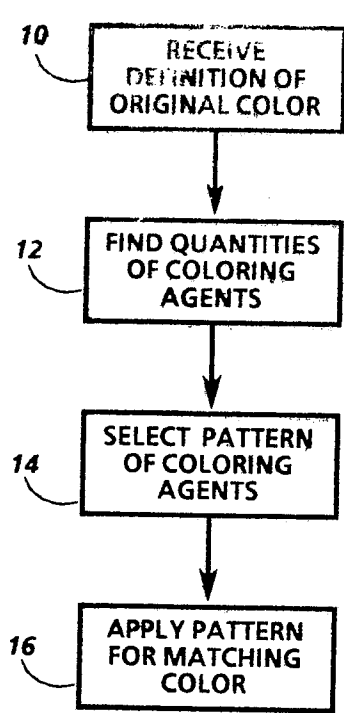 10
RECEIVE
DEFINITION OF
ORIGINAL COLOR
12
FIND QUANTITIES
OF COLORING
AGENTS
14
SELECT PATTERN
OF COLORING
AGENTS
16
APPLY PATTERN
FOR MATCHING
COLOR